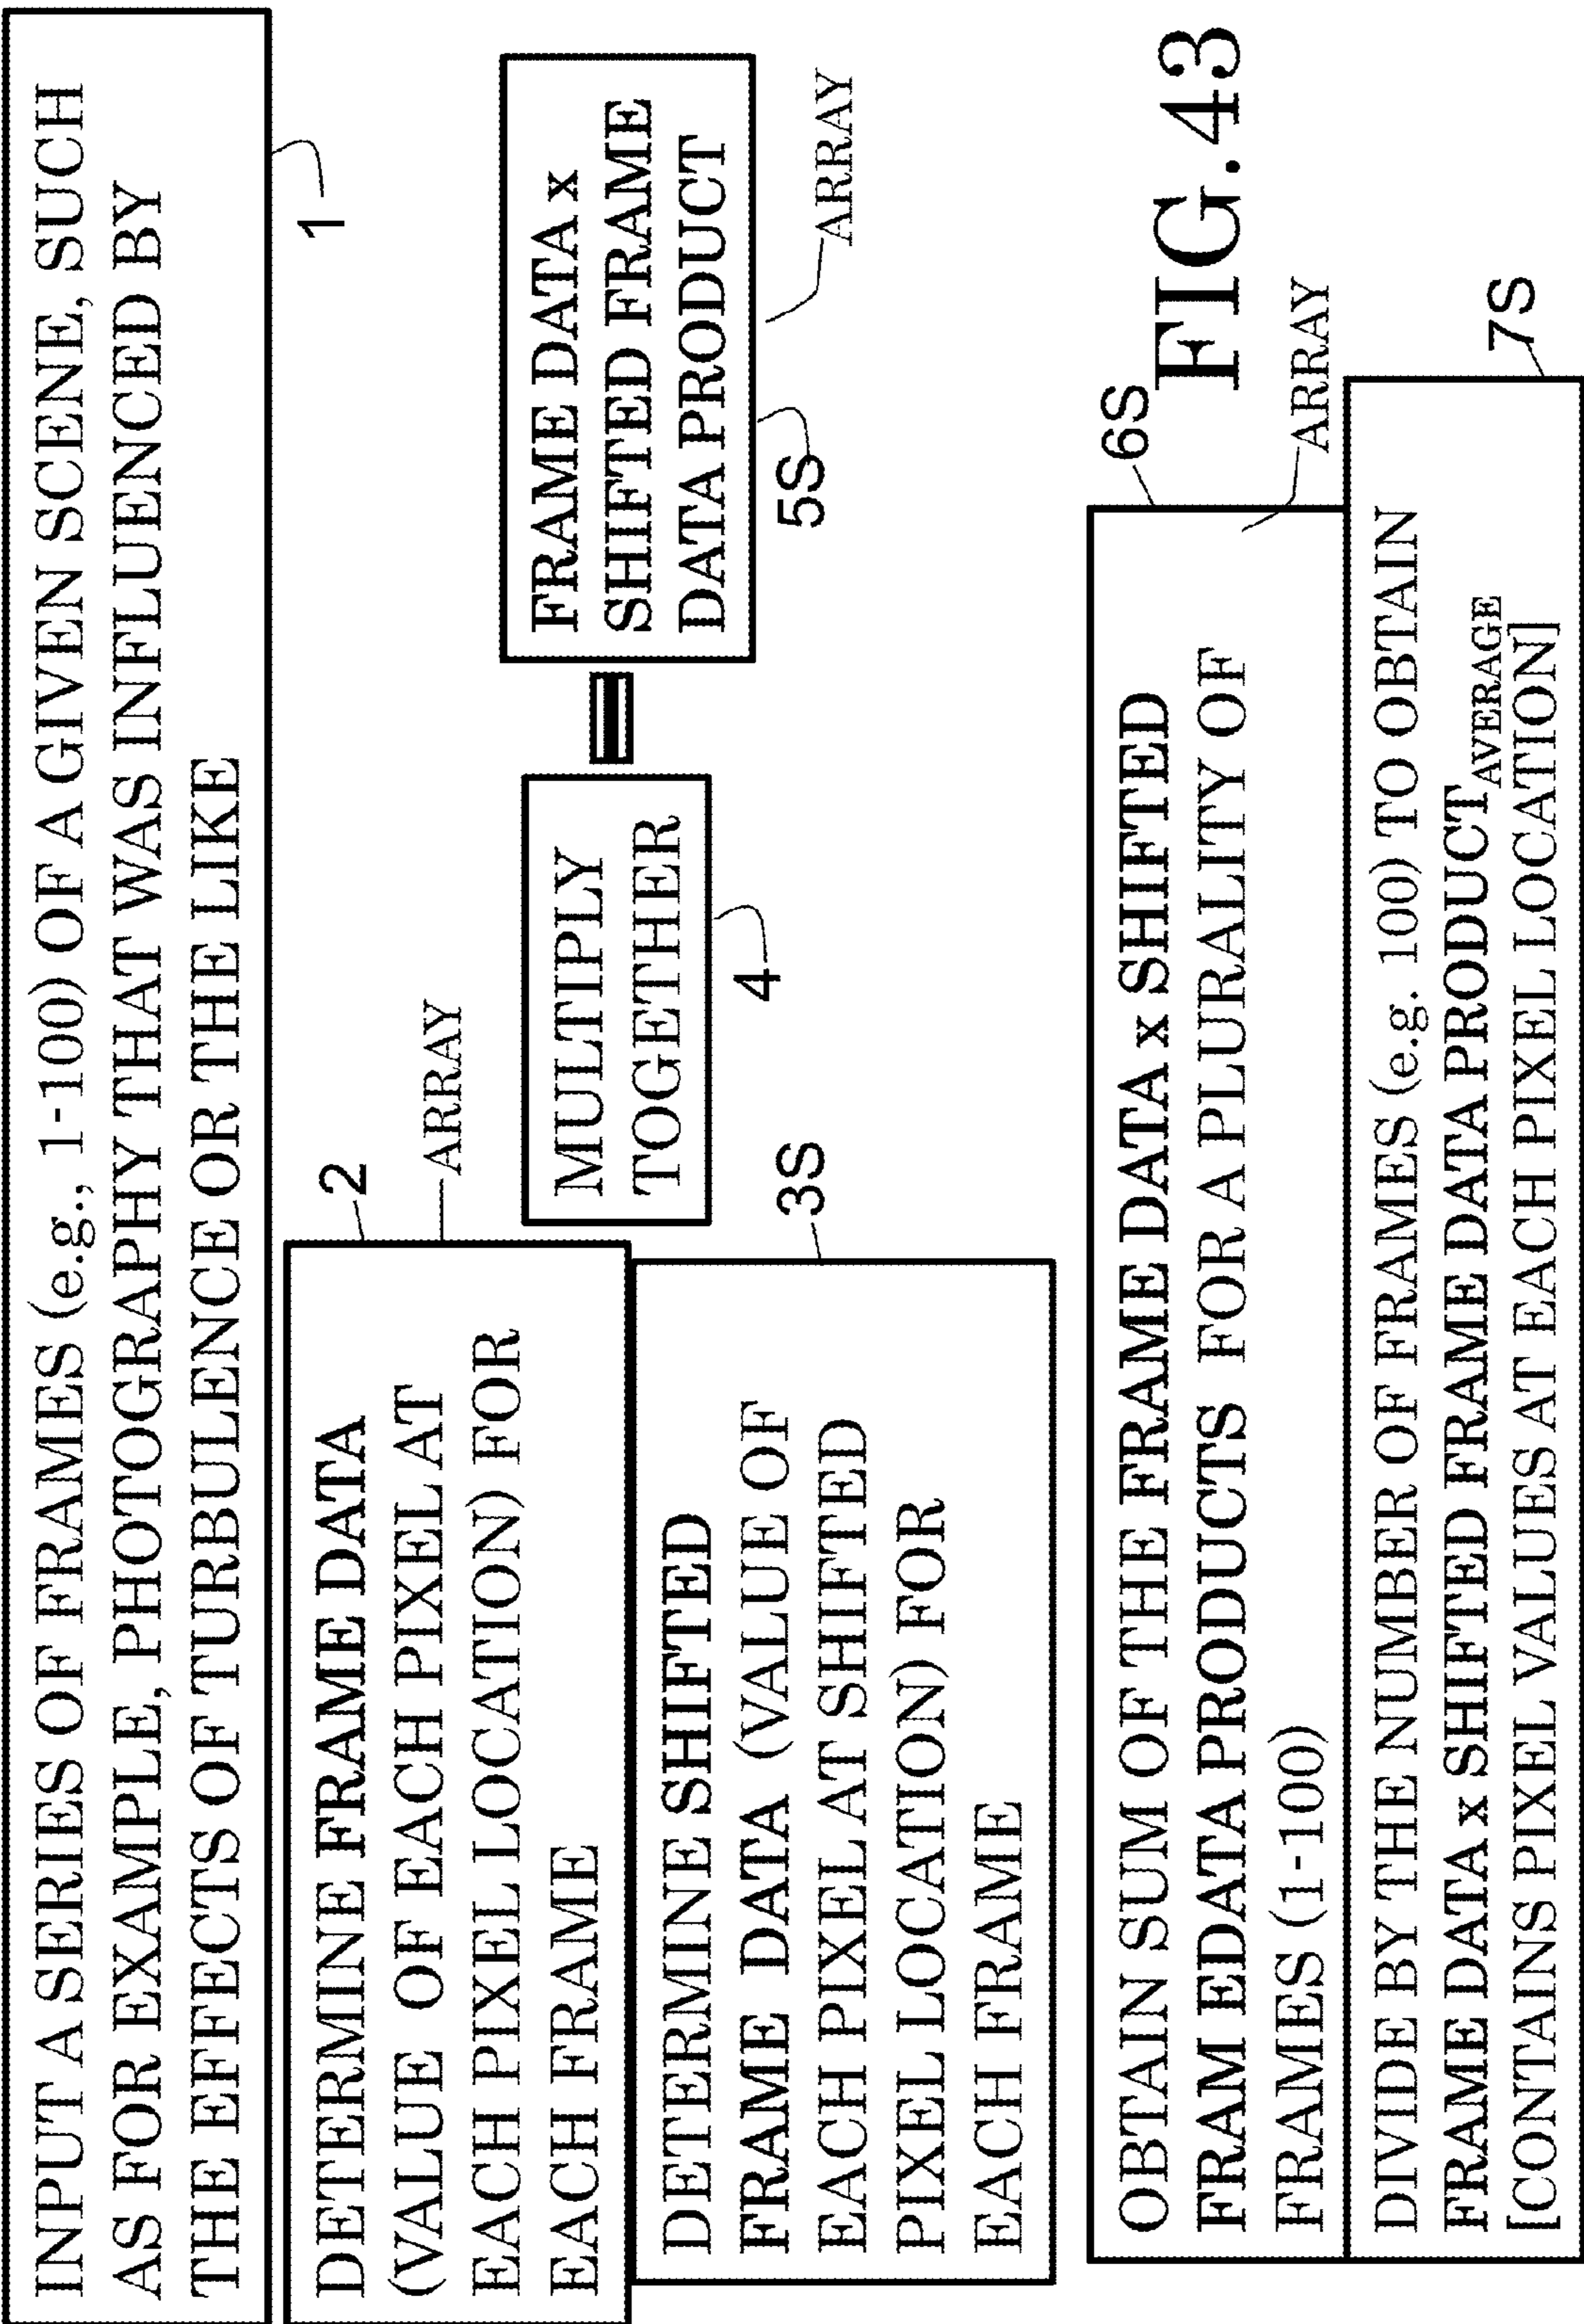 INPUT A SERIES OF FRAMES (e.g., 1-100) OF A GIVEN SCENE, SUCH
AS FOR EXAMPLE, PHOTOGRAPHY THAT WAS INFLUENCED BY
THE EFFECTS OF TURBULENCE OR THE LIKE
1
DETERMINE FRAME DATA
(VALUE OF EACH PIXEL AT
EACH PIXEL LOCATION) FOR
EACH FRAME
2
ARRAY
DETERMINE SHIFTED
FRAME DATA (VALUE OF
EACH PIXEL AT SHIFTED
PIXEL LOCATION) FOR
EACH FRAME
3S
MULTIPLY
TOGETHER
4
=
FRAME DATA x
SHIFTED FRAME
DATA PRODUCT
5S
ARRAY
OBTAIN SUM OF THE FRAME DATA x SHIFTED
FRAM EDATA PRODUCTS FOR A PLURALITY OF
FRAMES (1-100)
6S
ARRAY
DIVIDE BY THE NUMBER OF FRAMES (e.g. 100) TO OBTAIN
FRAME DATA x SHIFTED FRAME DATA PRODUCT AVERAGE
[CONTAINS PIXEL VALUES AT EACH PIXEL LOCATION]
7S
FIG.43